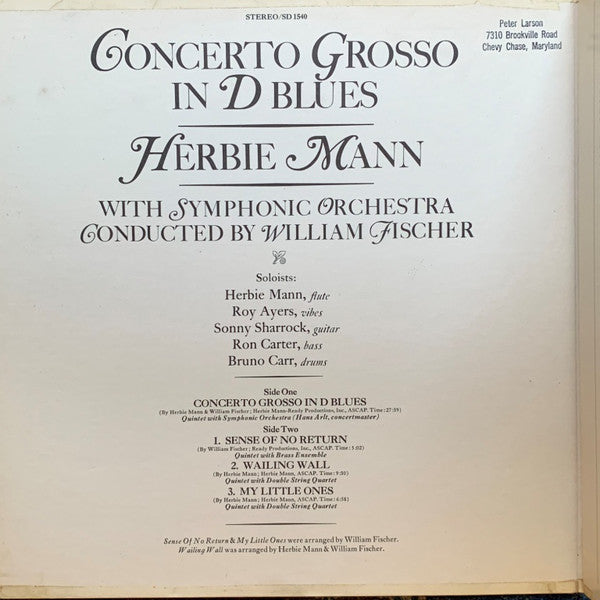 STEREO/SD 1540
Peter Larson
7310 Brookville Road
Chevy Chase, Maryland
CONCERTO GROSSO
IN D BLUES
HERBIE MANN
WITH SYMPHONIC ORCHESTRA
CONDUCTED BY WILLIAM FISCHER
Soloists:
Herbie Mann, flute
Roy Ayers, vibes
Sonny Sharrock, guitar
Ron Carter, bass
Bruno Carr, drums
Side One
CONCERTO GROSSO IN D BLUES
(By Herbie Mann & William Fischer; Herbie Mann-Ready Productions, Inc., ASCAP. Time: 27:39)
Quintet with Symphonic Orchestra (Hans Arlt, concertmaster)
Side Two
1. SENSE OF NO RETURN
(By William Fischer; Ready Productions, Inc., ASCAP. Time: 5:02)
Quintet with Brass Ensemble
2. WAILING WALL
(By Herbie Mann; Herbie Mann, ASCAP. Time: 9:30)
Quintet with Double String Quartet
3. MY LITTLE ONES
(By Herbie Mann; Herbie Mann, ASCAP. Time: 4:58)
Quintet with Double String Quartet
Sense Of No Return & My Little Ones were arranged by William Fischer.
Wailing Wall was arranged by Herbie Mann & William Fischer.